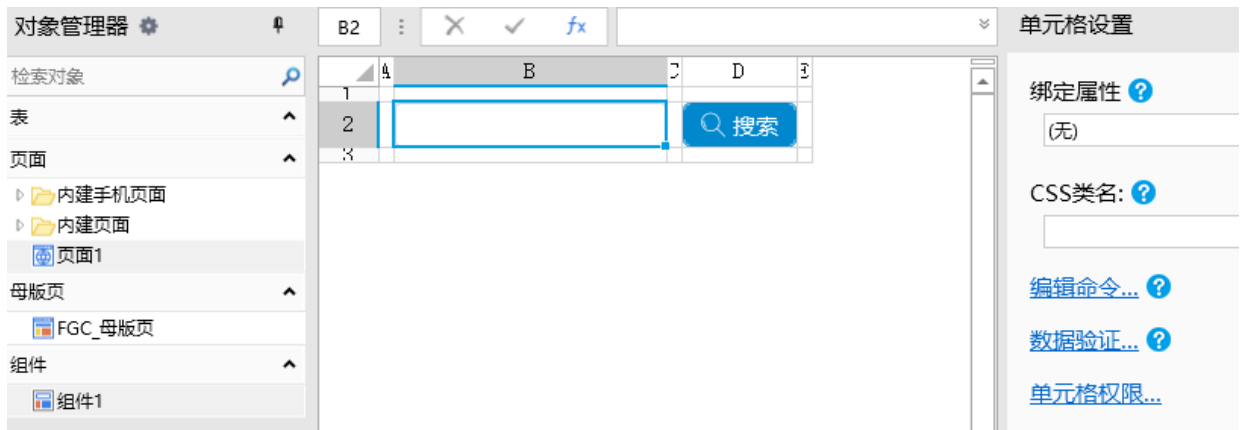 对象管理器
B2
fx
单元格设置
检索对象
A B C D E
绑定属性
(无)
表
1
2
搜索
3
页面
内建手机页面
内建页面
页面1
CSS类名:
母版页
FGC_母版页
编辑命令...
组件
数据验证...
组件1
单元格权限...